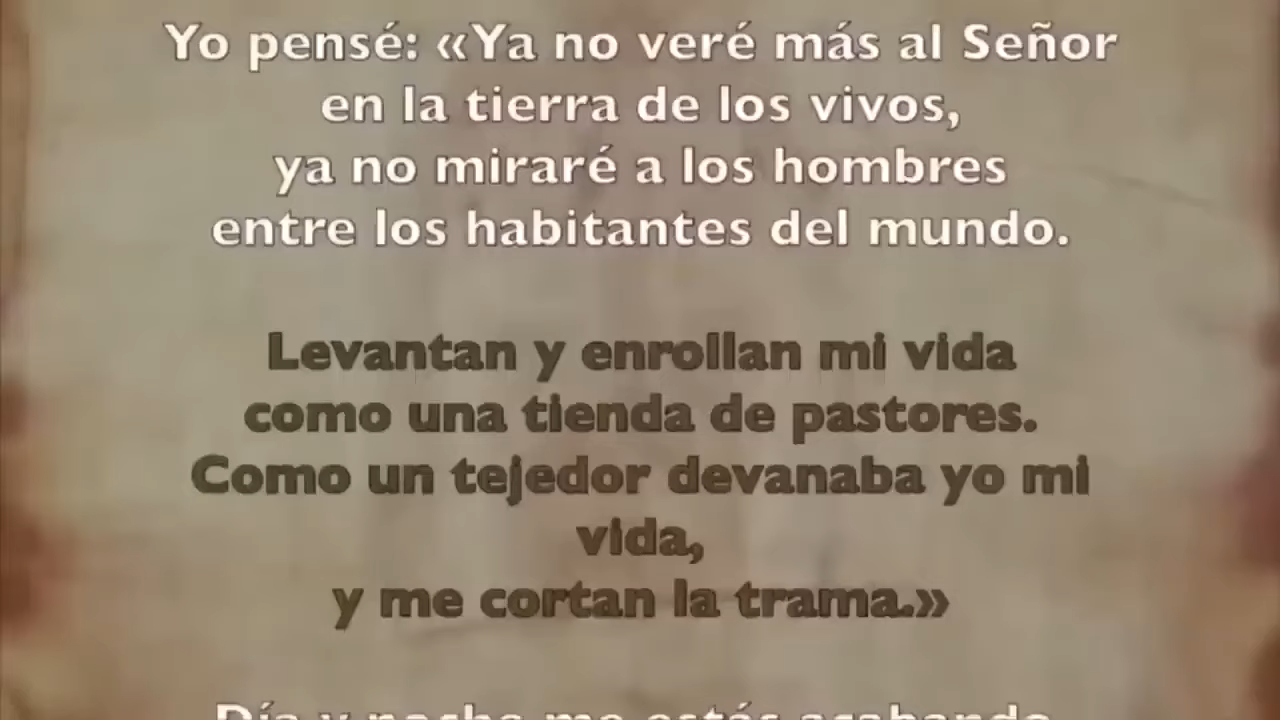 Yo pensé: «Ya no veré más al Señor
en la tierra de los vivos,
ya no miraré a los hombres
entre los habitantes del mundo.
Levantan y enrollan mi vida
como una tienda de pastores.
Como un tejedor devanaba yo mi
vida,
y me cortan la trama.»
Día y noche me estás acabando